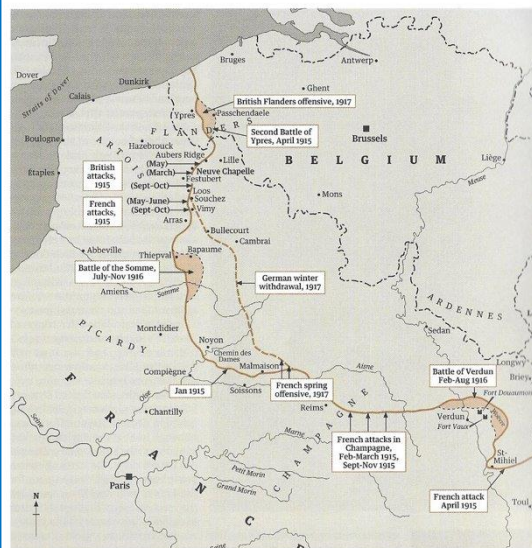 Dover
Straits of Dover
Calais
Dunkirk
Bruges
Antwerp
Ghent
British Flanders offensive, 1917
Ypres
Passchendaele
FLANDERS
Second Battle of
Ypres, April 1915
Brussels
Boulogne
Hazebrouck
ARTOIS
Étaples
Aubers Ridge
Lille
BELGIUM
Liège
Meuse
British
attacks,
1915
(May)
(March)
Neuve Chapelle
Festubert
(Sept-Oct)
Loos
Mons
French
attacks,
1915
(May-June)
Souchez
(Sept-Oct)
Vimy
Arras
Bullecourt
Cambrai
Abbeville
Thiepval
Bapaume
Battle of the Somme,
July-Nov 1916
German winter
withdrawal, 1917
Amiens
Somme
ARDENNES
PICARDY
Montdidier
Sedan
Noyon
Chemin des
Dames
Malmaison
Aisne
Longwy
Briey
Compiègne
Jan 1915
Soissons
French spring
offensive, 1917
Battle of Verdun
Feb-Aug 1916
Fort Douaumont
Oise
Chantilly
Reims
Verdun
Fort Vaux
Meuse
FRANCE
Seine
Marne
CHAMPAGNE
French attacks in
Champagne,
Feb-March 1915,
Sept-Nov 1915
St-
Mihiel
Petit Morin
Grand Morin
Paris
French attack
April 1915
Toul
N
Seine